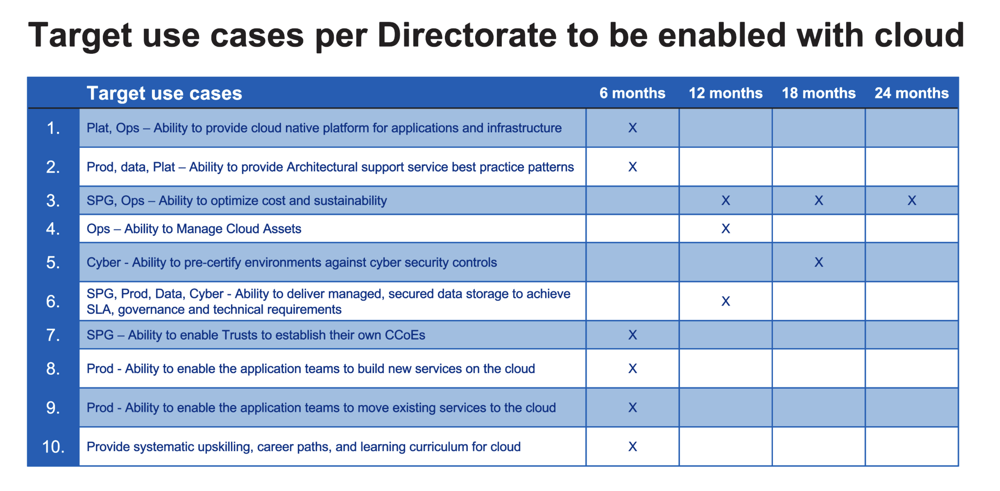 Target use cases per Directorate to be enabled with cloud
Target use cases 6 months 12 months 18 months 24 months
1. Plat, Ops – Ability to provide cloud native platform for applications and infrastructure X
2. Prod, data, Plat – Ability to provide Architectural support service best practice patterns X
3. SPG, Ops – Ability to optimize cost and sustainability X X X
4. Ops – Ability to Manage Cloud Assets X
5. Cyber - Ability to pre-certify environments against cyber security controls X
6. SPG, Prod, Data, Cyber - Ability to deliver managed, secured data storage to achieve
SLA, governance and technical requirements X
7. SPG – Ability to enable Trusts to establish their own CCoEs X
8. Prod - Ability to enable the application teams to build new services on the cloud X
9. Prod - Ability to enable the application teams to move existing services to the cloud X
10. Provide systematic upskilling, career paths, and learning curriculum for cloud X